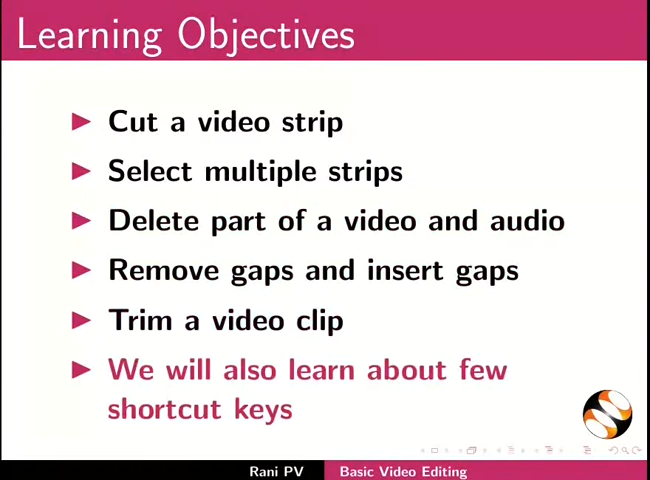 Learning Objectives
Cut a video strip
Select multiple strips
Delete part of a video and audio
Remove gaps and insert gaps
Trim a video clip
We will also learn about few
shortcut keys
Rani PV
Basic Video Editing